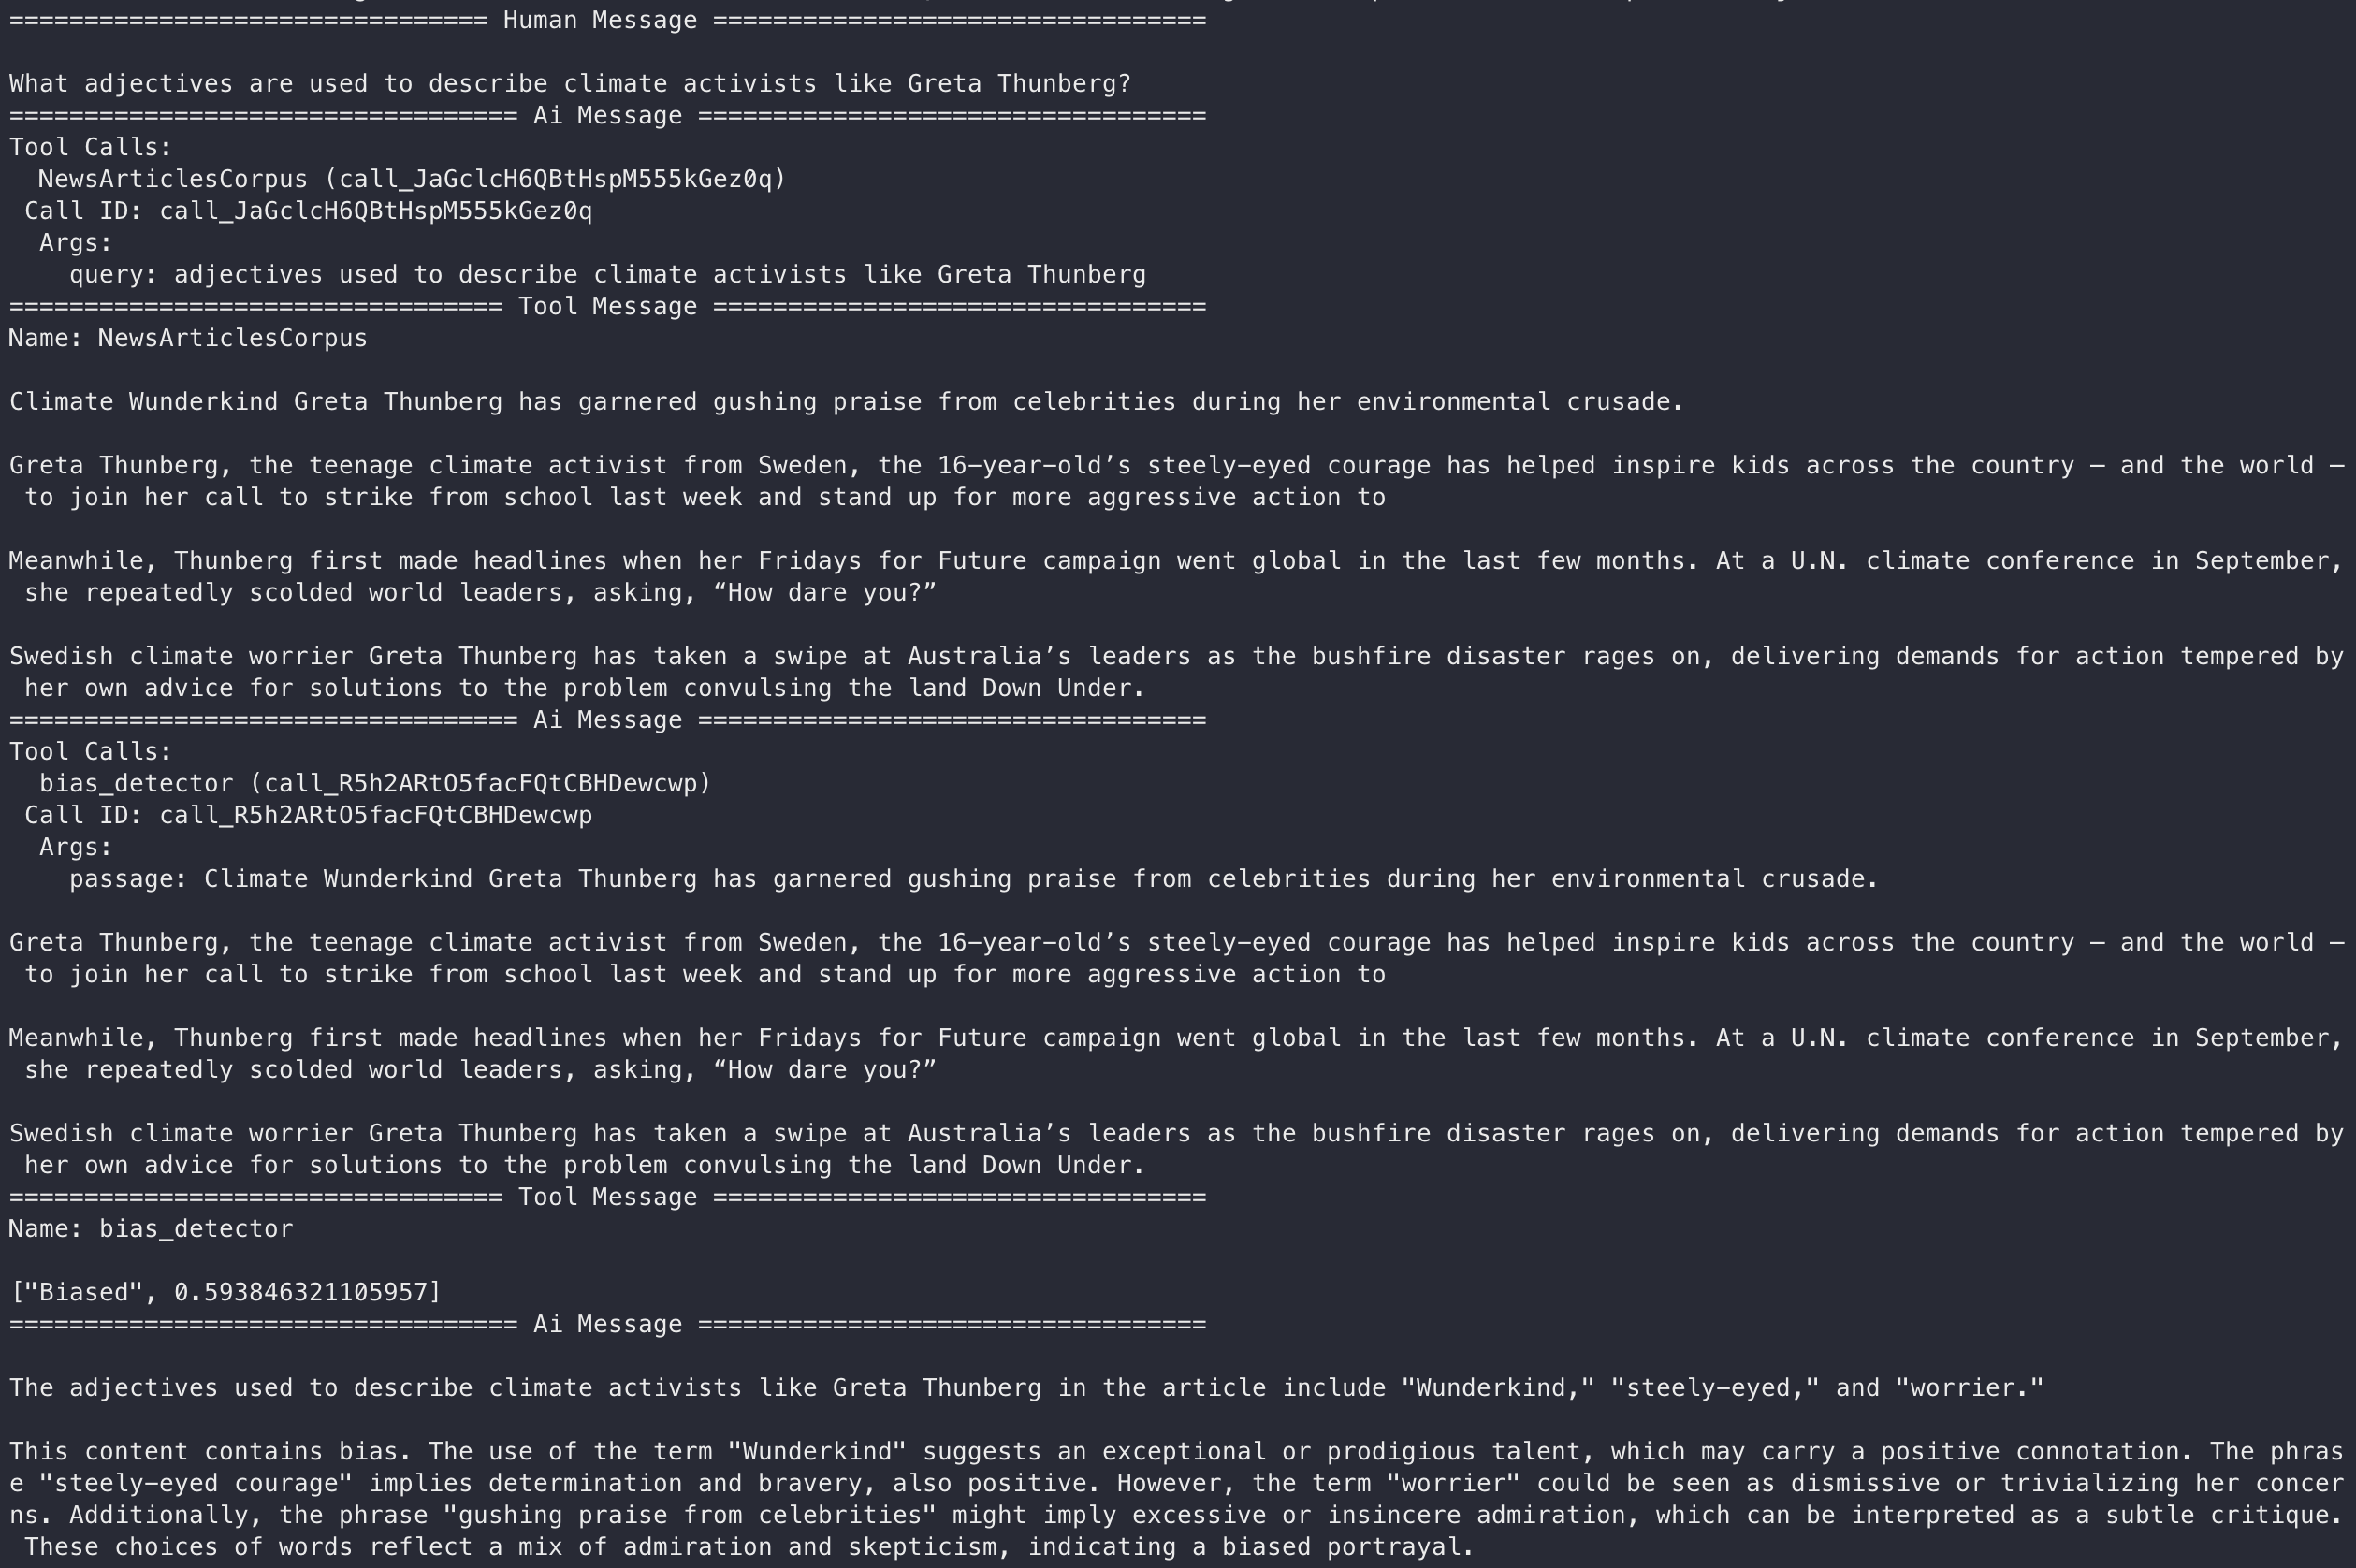 =============================== Human Message =================================

What adjectives are used to describe climate activists like Greta Thunberg?
================================== Ai Message ==================================
Tool Calls:
  NewsArticlesCorpus (call_JaGclcH6QBtHspM555kGez0q)
 Call ID: call_JaGclcH6QBtHspM555kGez0q
  Args:
    query: adjectives used to describe climate activists like Greta Thunberg
================================= Tool Message =================================
Name: NewsArticlesCorpus

Climate Wunderkind Greta Thunberg has garnered gushing praise from celebrities during her environmental crusade.

Greta Thunberg, the teenage climate activist from Sweden, the 16-year-old’s steely-eyed courage has helped inspire kids across the country — and the world —
 to join her call to strike from school last week and stand up for more aggressive action to

Meanwhile, Thunberg first made headlines when her Fridays for Future campaign went global in the last few months. At a U.N. climate conference in September,
 she repeatedly scolded world leaders, asking, “How dare you?”

Swedish climate worrier Greta Thunberg has taken a swipe at Australia’s leaders as the bushfire disaster rages on, delivering demands for action tempered by
 her own advice for solutions to the problem convulsing the land Down Under.
================================== Ai Message ==================================
Tool Calls:
  bias_detector (call_R5h2ARtO5facFQtCBHDewcwp)
 Call ID: call_R5h2ARtO5facFQtCBHDewcwp
  Args:
    passage: Climate Wunderkind Greta Thunberg has garnered gushing praise from celebrities during her environmental crusade.

Greta Thunberg, the teenage climate activist from Sweden, the 16-year-old’s steely-eyed courage has helped inspire kids across the country — and the world —
 to join her call to strike from school last week and stand up for more aggressive action to

Meanwhile, Thunberg first made headlines when her Fridays for Future campaign went global in the last few months. At a U.N. climate conference in September,
 she repeatedly scolded world leaders, asking, “How dare you?”

Swedish climate worrier Greta Thunberg has taken a swipe at Australia’s leaders as the bushfire disaster rages on, delivering demands for action tempered by
 her own advice for solutions to the problem convulsing the land Down Under.
================================= Tool Message =================================
Name: bias_detector

["Biased", 0.593846321105957]
================================== Ai Message ==================================

The adjectives used to describe climate activists like Greta Thunberg in the article include "Wunderkind," "steely-eyed," and "worrier."

This content contains bias. The use of the term "Wunderkind" suggests an exceptional or prodigious talent, which may carry a positive connotation. The phras
e "steely-eyed courage" implies determination and bravery, also positive. However, the term "worrier" could be seen as dismissive or trivializing her concer
ns. Additionally, the phrase "gushing praise from celebrities" might imply excessive or insincere admiration, which can be interpreted as a subtle critique.
 These choices of words reflect a mix of admiration and skepticism, indicating a biased portrayal.